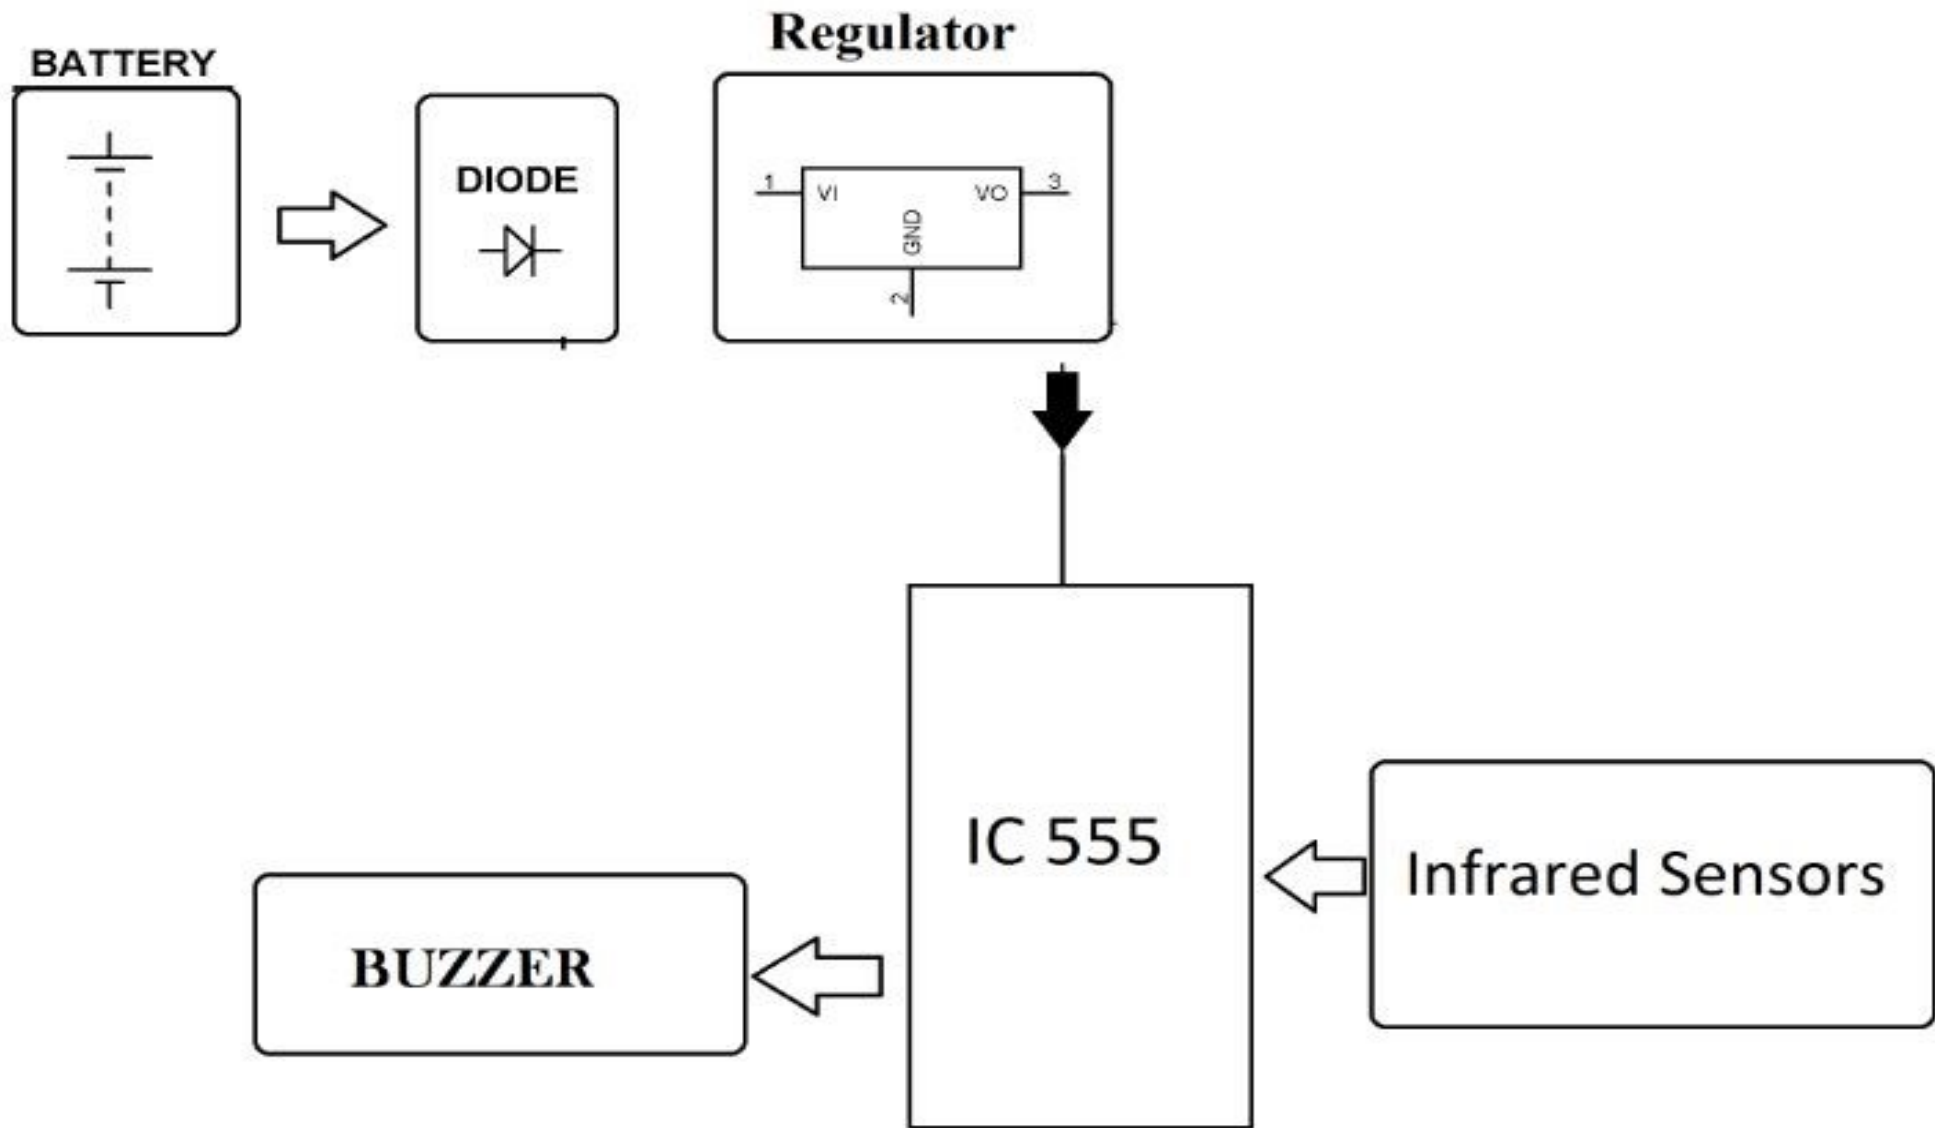 Regulator
BATTERY
DIODE
1
VI
VO
3
GND
2
IC 555
Infrared Sensors
BUZZER